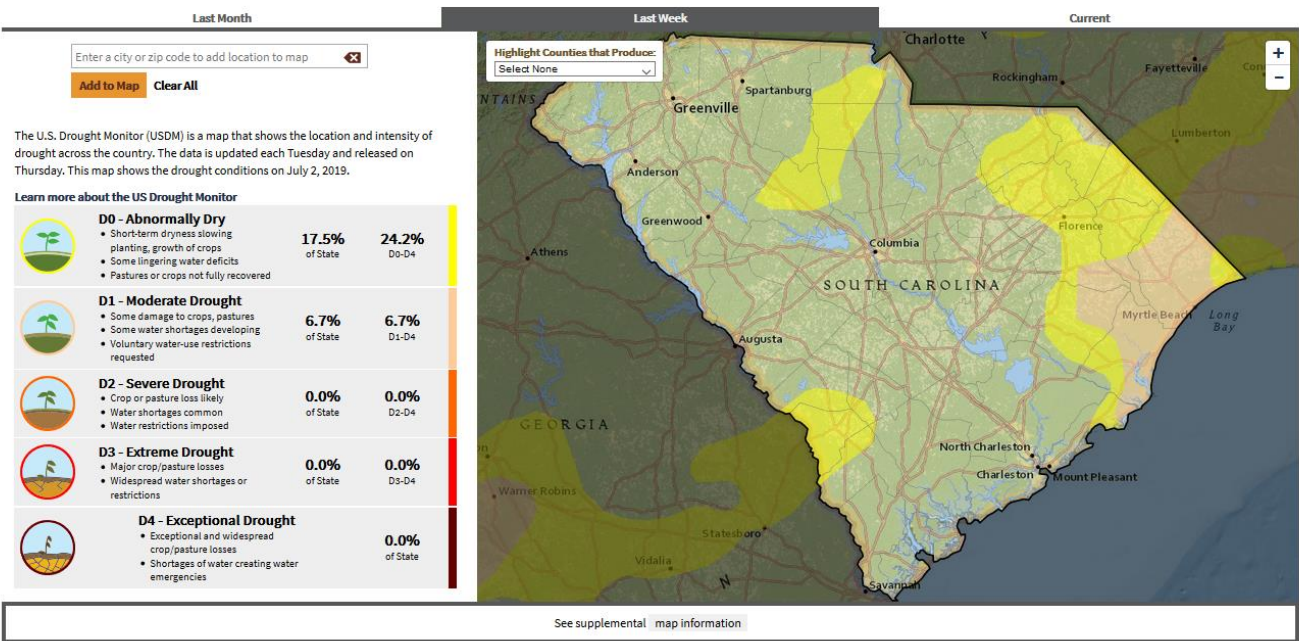 Last Month
Last Week
Current
Enter a city or zip code to add location to map
Add to Map Clear All
The U.S. Drought Monitor (USDM) is a map that shows the location and intensity of
drought across the country. The data is updated each Tuesday and released on
Thursday. This map shows the drought conditions on July 2, 2019.
Learn more about the US Drought Monitor
D0 - Abnormally Dry
• Short-term dryness slowing
planting, growth of crops
• Some lingering water deficits
• Pastures or crops not fully recovered
17.5% 24.2%
of State D0-D4
D1 - Moderate Drought
• Some damage to crops, pastures
• Some water shortages developing
• Voluntary water-use restrictions
requested
6.7% 6.7%
of State D1-D4
D2 - Severe Drought
• Crop or pasture loss likely
• Water shortages common
• Water restrictions imposed
0.0% 0.0%
of State D2-D4
D3 - Extreme Drought
• Major crop/pasture losses
• Widespread water shortages or
restrictions
0.0% 0.0%
of State D3-D4
D4 - Exceptional Drought
• Exceptional and widespread
crop/pasture losses
• Shortages of water creating water
emergencies
0.0%
of State
Highlight Counties that Produce:
Select None
+
−
Charlotte
Rockingham
Fayetteville
NTAINS
Spartanburg
Greenville
Lumberton
Anderson
Greenwood
Florence
Athens
Columbia
SOUTH CAROLINA
Myrtle Beach
Long
Bay
Augusta
GEORGIA
North Charleston
Charleston
Mount Pleasant
Warner Robins
Statesboro
Vidalia
Savannah
See supplemental map information